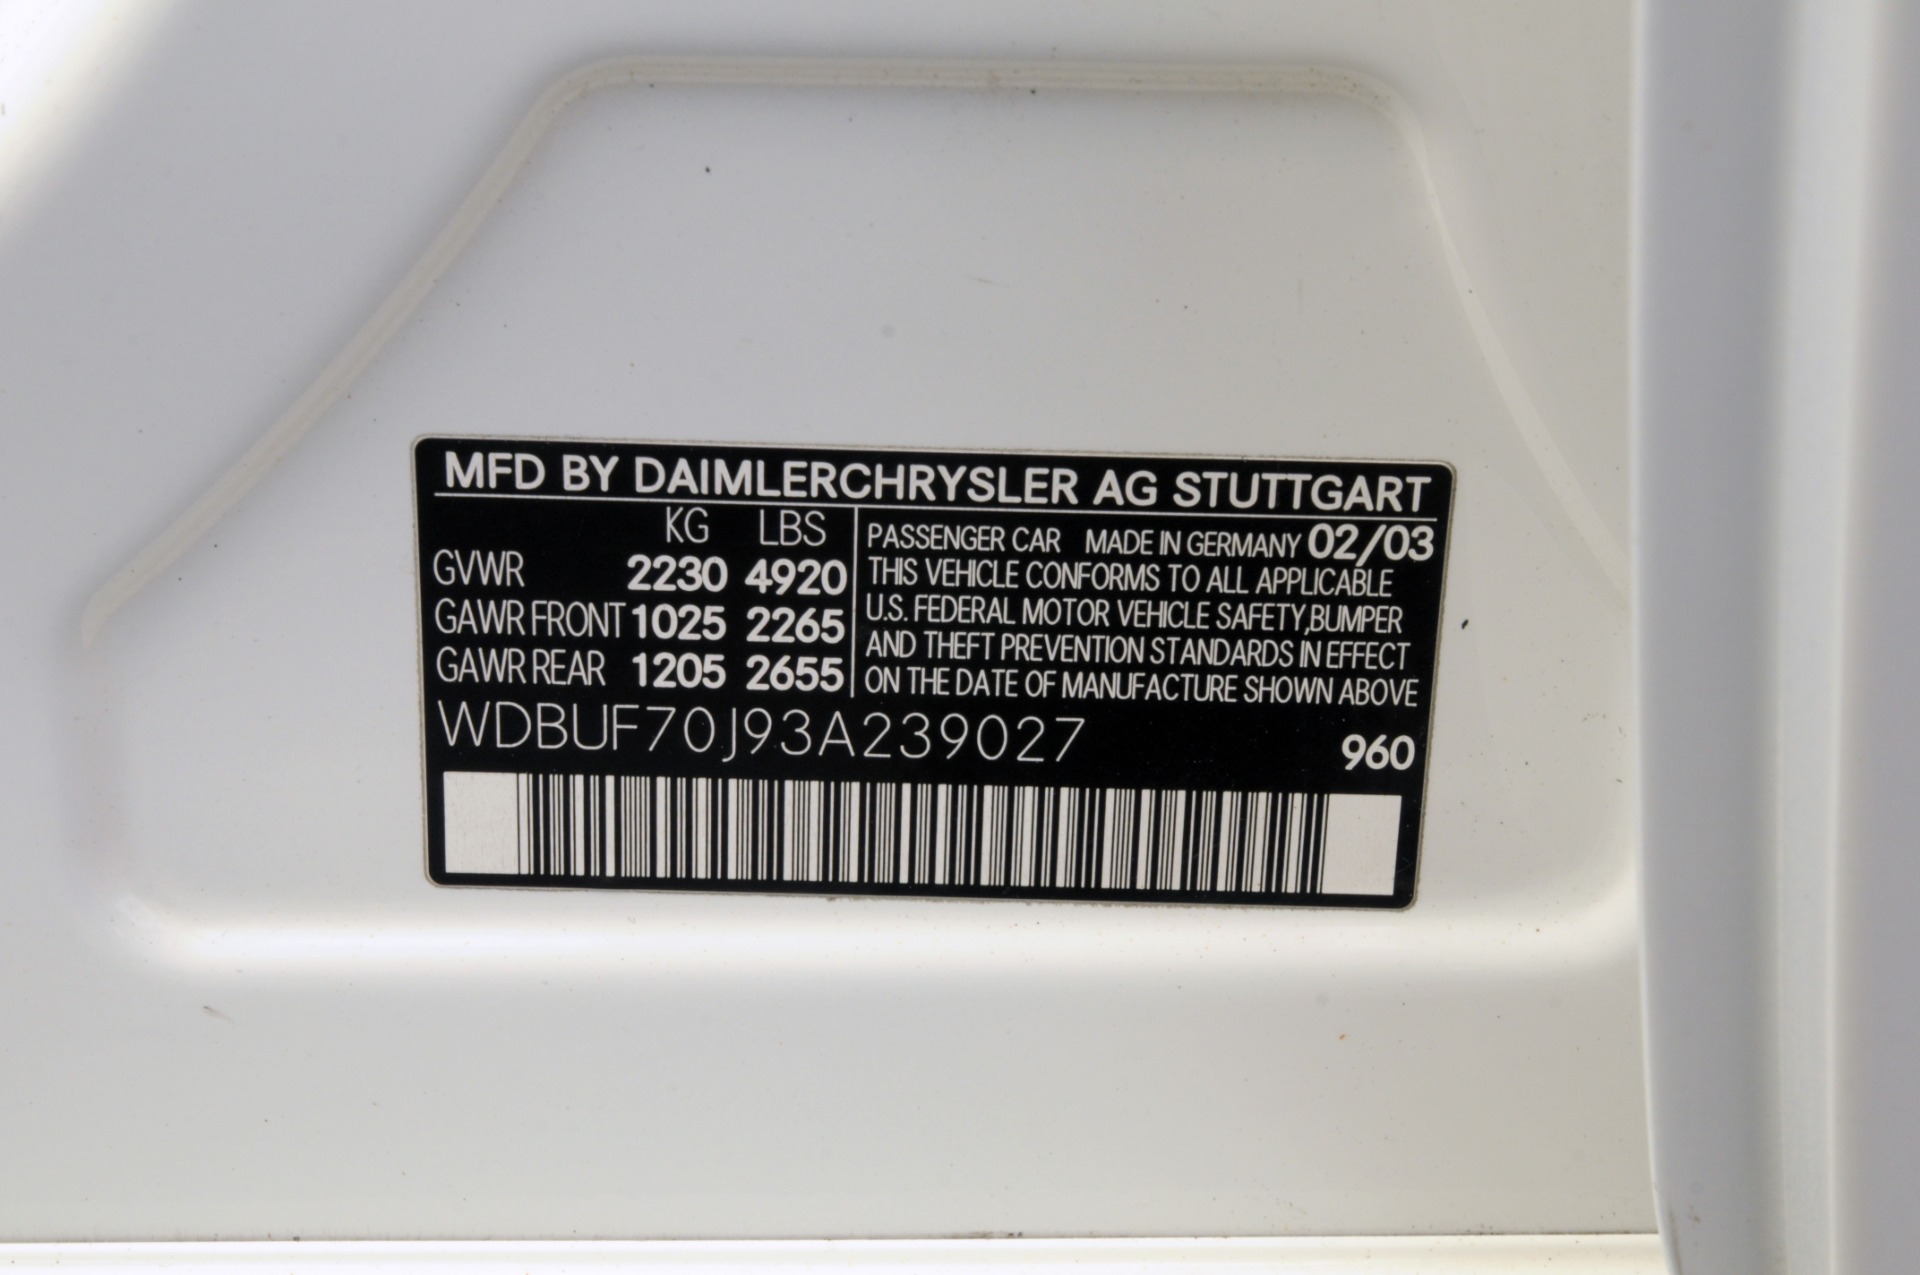 MFD BY DAIMLERCHRYSLER AG STUTTGART
KG LBS
GVWR 2230 4920
GAWR FRONT 1025 2265
GAWR REAR 1205 2655
PASSENGER CAR MADE IN GERMANY 02/03
THIS VEHICLE CONFORMS TO ALL APPLICABLE
U.S. FEDERAL MOTOR VEHICLE SAFETY,BUMPER
AND THEFT PREVENTION STANDARDS IN EFFECT
ON THE DATE OF MANUFACTURE SHOWN ABOVE
WDBUF70J93A239027 960